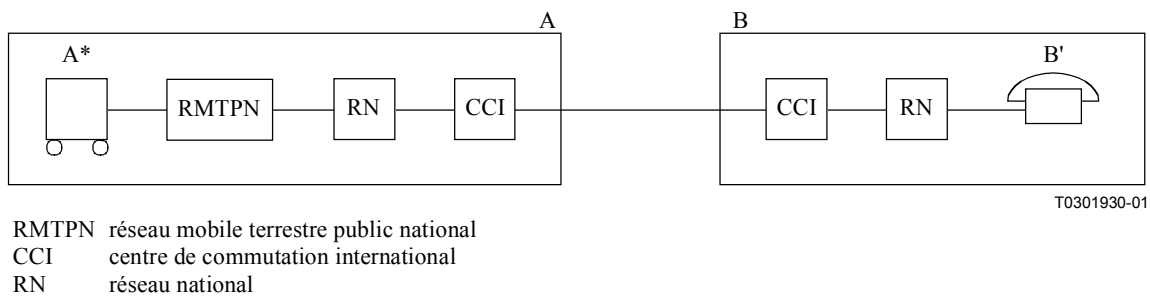 A B
A* B'
RMTPN RN CCI CCI RN
T0301930-01
RMTPN réseau mobile terrestre public national
CCI centre de commutation international
RN réseau national